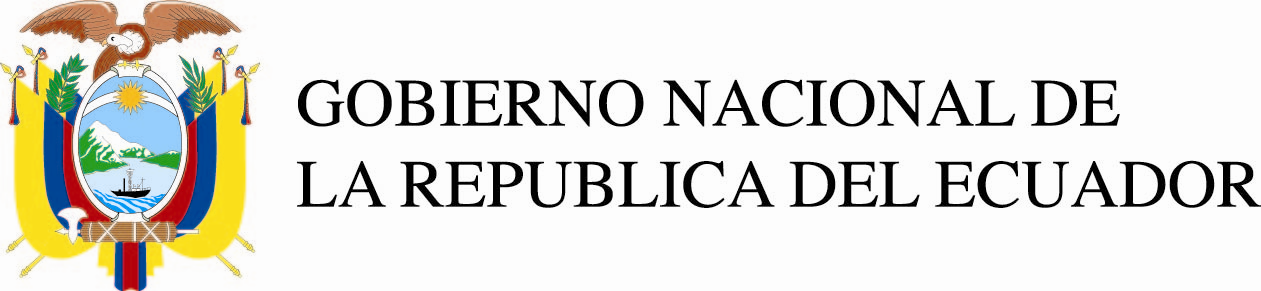 GOBIERNO NACIONAL DE
LA REPUBLICA DEL ECUADOR